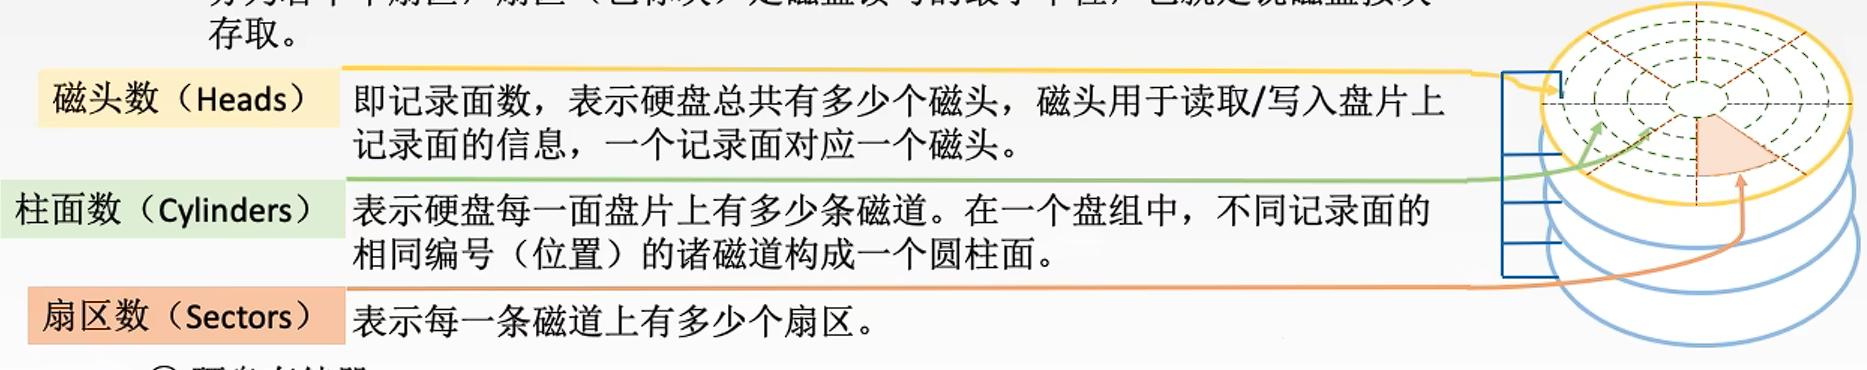 存取。
磁头数（Heads）
即记录面数，表示硬盘总共有多少个磁头，磁头用于读取/写入盘片上
记录面的信息，一个记录面对应一个磁头。
柱面数（Cylinders）
表示硬盘每一面盘片上有多少条磁道。在一个盘组中，不同记录面的
相同编号（位置）的诸磁道构成一个圆柱面。
扇区数（Sectors）
表示每一条磁道上有多少个扇区。